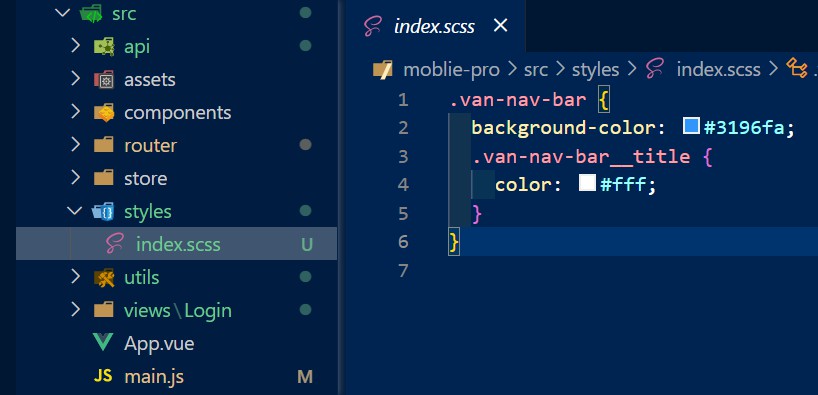 src
api
assets
components
router
store
styles
index.scss U
utils
views\Login
App.vue
JS main.js M
index.scss
moblie-pro > src > styles > index.scss > .
1 .van-nav-bar {
2 background-color: #3196fa;
3 .van-nav-bar__title {
4 color: #fff;
5 }
6 }
7